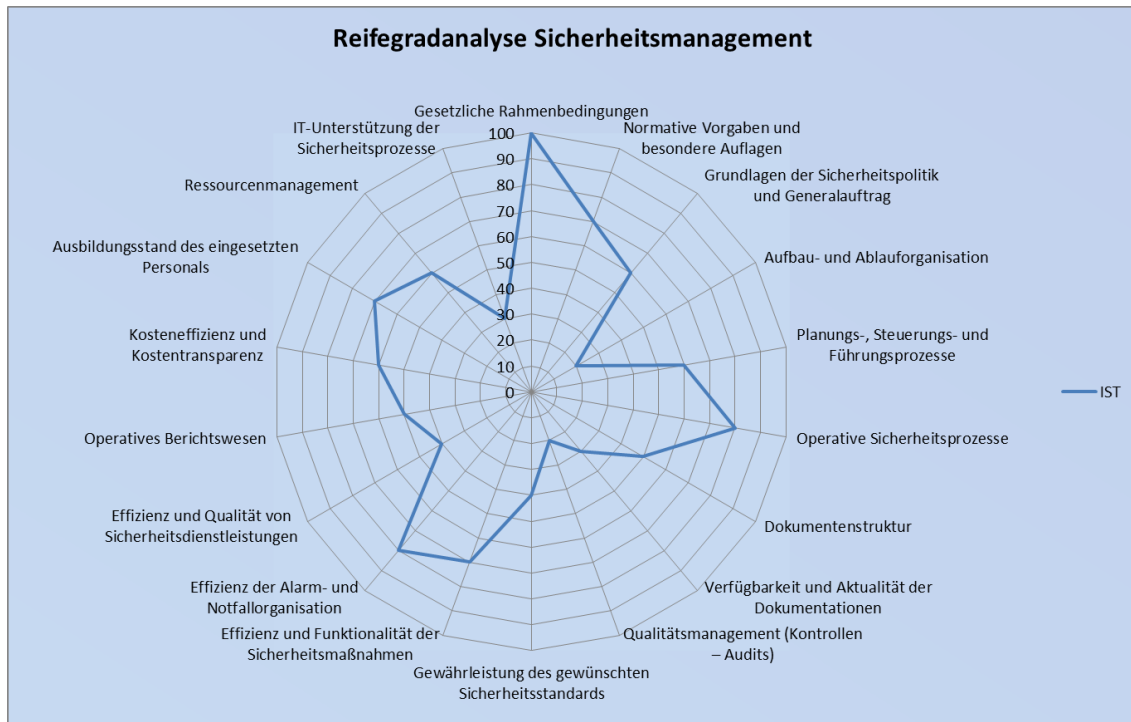 Reifegradanalyse Sicherheitsmanagement
Gesetzliche Rahmenbedingungen
Normative Vorgaben und
besondere Auflagen
Grundlagen der Sicherheitspolitik
und Generalauftrag
Aufbau- und Ablauforganisation
Planungs-, Steuerungs- und
Führungsprozesse
Operative Sicherheitsprozesse
Dokumentenstruktur
Verfügbarkeit und Aktualität der
Dokumentationen
Qualitätsmanagement (Kontrollen
– Audits)
Gewährleistung des gewünschten
Sicherheitsstandards
Effizienz und Funktionalität der
Sicherheitsmaßnahmen
Effizienz der Alarm- und
Notfallorganisation
Effizienz und Qualität von
Sicherheitsdienstleistungen
Operatives Berichtswesen
Kosteneffizienz und
Kostentransparenz
Ausbildungsstand des eingesetzten
Personals
Ressourcenmanagement
IT-Unterstützung der
Sicherheitsprozesse
100
90
80
70
60
50
40
30
20
10
0
IST